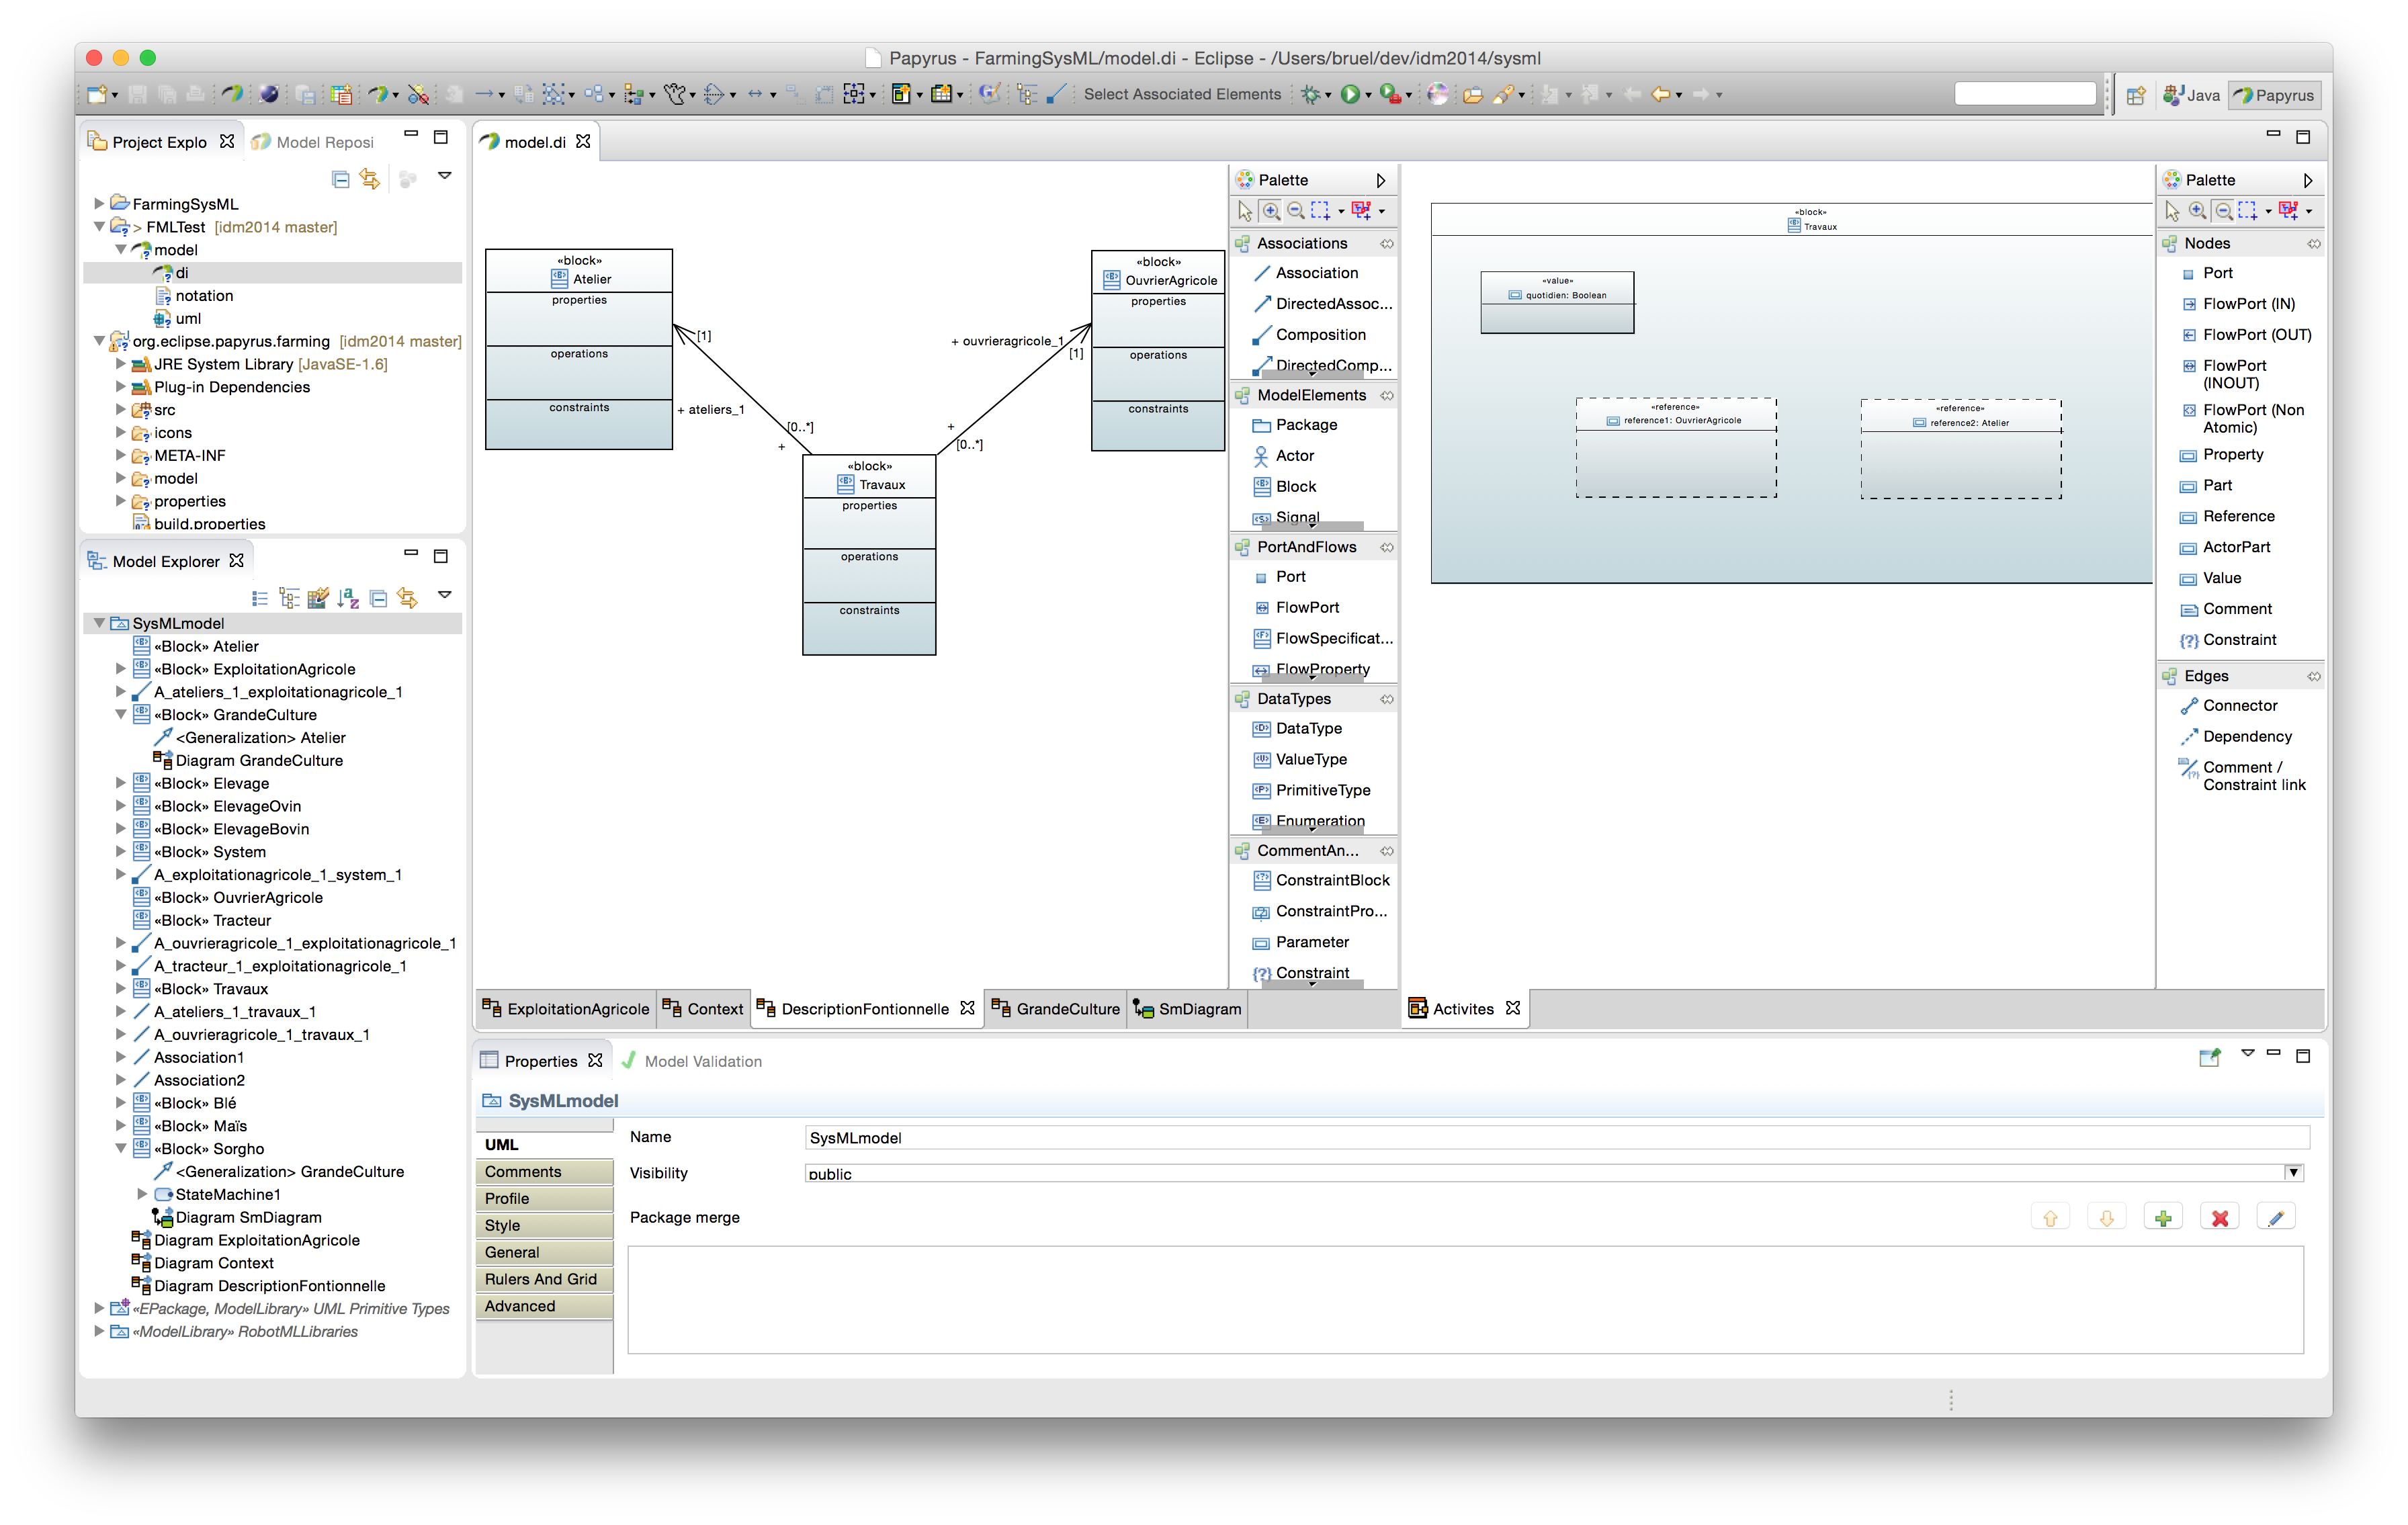 Papyrus - FarmingSysML/model.di - Eclipse - /Users/bruel/dev/idm2014/sysml
Select Associated Elements
Java
Papyrus
Project Explo
Model Reposi
FarmingSysML
> FMLTest [idm2014 master]
model
di
notation
uml
org.eclipse.papyrus.farming [idm2014 master]
JRE System Library [JavaSE-1.6]
Plug-in Dependencies
src
icons
META-INF
model
properties
build.properties
Model Explorer
SysMLmodel
«Block» Atelier
«Block» ExploitationAgricole
A_ateliers_1_exploitationagricole_1
«Block» GrandeCulture
<Generalization> Atelier
Diagram GrandeCulture
«Block» Elevage
«Block» ElevageOvin
«Block» ElevageBovin
«Block» System
A_exploitationagricole_1_system_1
«Block» OuvrierAgricole
«Block» Tracteur
A_ouvrieragricole_1_exploitationagricole_1
A_tracteur_1_exploitationagricole_1
«Block» Travaux
A_ateliers_1_travaux_1
A_ouvrieragricole_1_travaux_1
Association1
Association2
«Block» Blé
«Block» Maïs
«Block» Sorgho
<Generalization> GrandeCulture
StateMachine1
Diagram SmDiagram
Diagram ExploitationAgricole
Diagram Context
Diagram DescriptionFontionnelle
«EPackage, ModelLibrary» UML Primitive Types
«ModelLibrary» RobotMLLibraries
model.di
«block»
Atelier
properties
operations
constraints
[1]
+ ateliers_1
[0..*]
+
«block»
Travaux
properties
operations
constraints
+ ouvrieragricole_1
[1]
+
[0..*]
«block»
OuvrierAgricole
properties
operations
constraints
Palette
Associations
Association
DirectedAssoc...
Composition
DirectedComp...
ModelElements
Package
Actor
Block
Signal
PortAndFlows
Port
FlowPort
FlowSpecificat...
FlowProperty
DataTypes
DataType
ValueType
PrimitiveType
Enumeration
CommentAn...
ConstraintBlock
ConstraintPro...
Parameter
Constraint
«block»
Travaux
«value»
quotidien: Boolean
«reference»
reference1: OuvrierAgricole
«reference»
reference2: Atelier
Palette
Nodes
Port
FlowPort (IN)
FlowPort (OUT)
FlowPort
(INOUT)
FlowPort (Non
Atomic)
Property
Part
Reference
ActorPart
Value
Comment
Constraint
Edges
Connector
Dependency
Comment /
Constraint link
ExploitationAgricole
Context
DescriptionFontionnelle
GrandeCulture
SmDiagram
Activites
Properties
Model Validation
SysMLmodel
UML
Comments
Profile
Style
General
Rulers And Grid
Advanced
Name
SysMLmodel
Visibility
public
Package merge